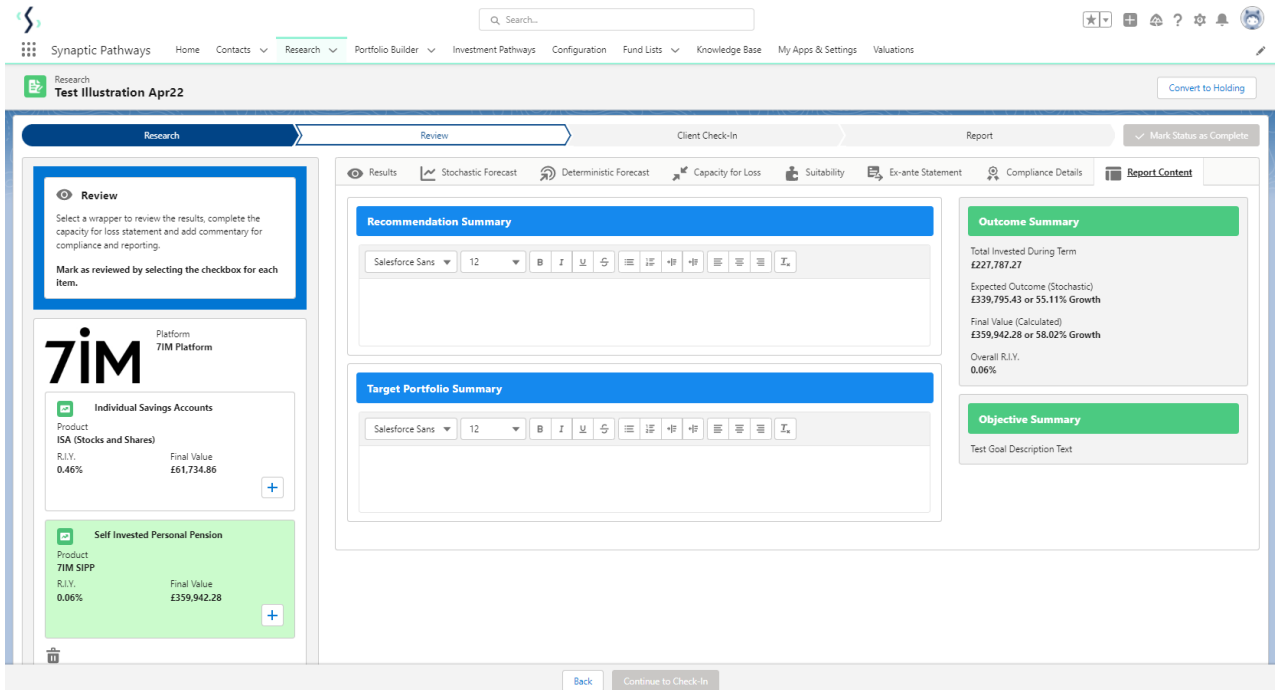 Search...
Synaptic Pathways
Home
Contacts
Research
Portfolio Builder
Investment Pathways
Configuration
Fund Lists
Knowledge Base
My Apps & Settings
Valuations
Research
Test Illustration Apr22
Convert to Holding
Research
Review
Client Check-In
Report
Mark Status as Complete
Review
Select a wrapper to review the results, complete the
capacity for loss statement and add commentary for
compliance and reporting.
Mark as reviewed by selecting the checkbox for each
item.
7iM
Platform
7IM Platform
Individual Savings Accounts
Product
ISA (Stocks and Shares)
R.I.Y.
Final Value
0.46%
£61,734.86
Self Invested Personal Pension
Product
7IM SIPP
R.I.Y.
Final Value
0.06%
£359,942.28
Results
Stochastic Forecast
Deterministic Forecast
Capacity for Loss
Suitability
Ex-ante Statement
Compliance Details
Report Content
Recommendation Summary
Salesforce Sans
12
B I U S
Target Portfolio Summary
Salesforce Sans
12
B I U S
Outcome Summary
Total Invested During Term
£227,787.27
Expected Outcome (Stochastic)
£339,795.43 or 55.11% Growth
Final Value (Calculated)
£359,942.28 or 58.02% Growth
Overall R.I.Y.
0.06%
Objective Summary
Test Goal Description Text
Back
Continue to Check-In